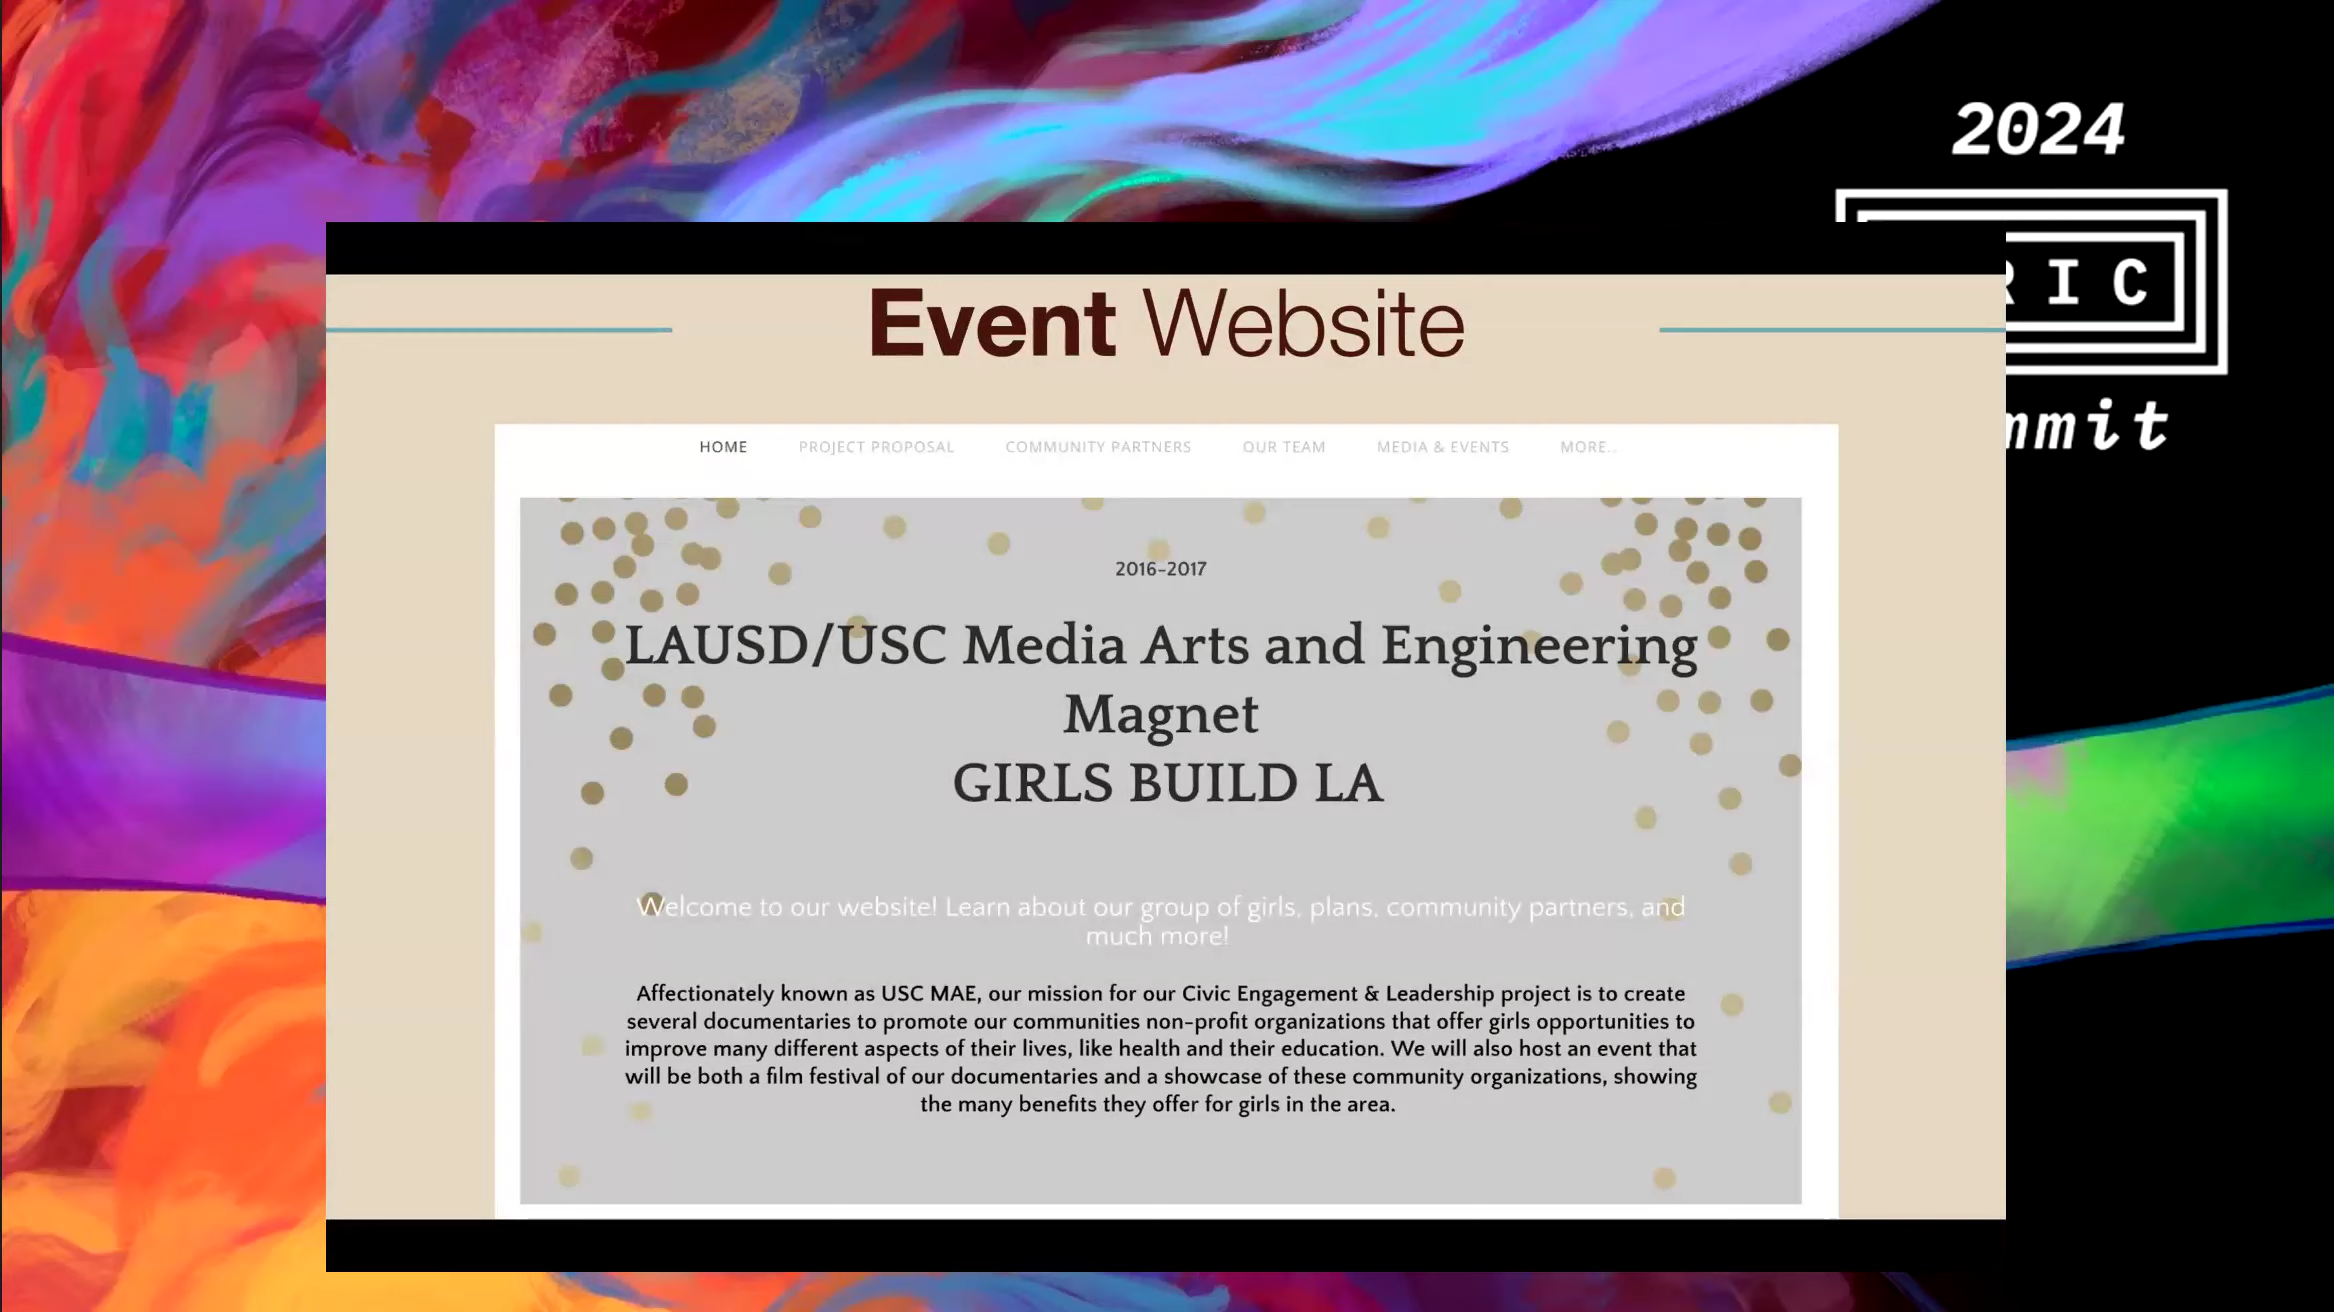 2024
RIC
mmit
Event Website
HOME PROJECT PROPOSAL COMMUNITY PARTNERS OUR TEAM MEDIA & EVENTS MORE..
2016-2017
LAUSD/USC Media Arts and Engineering
Magnet
GIRLS BUILD LA
Welcome to our website! Learn about our group of girls, plans, community partners, and
much more!
Affectionately known as USC MAE, our mission for our Civic Engagement & Leadership project is to create
several documentaries to promote our communities non-profit organizations that offer girls opportunities to
improve many different aspects of their lives, like health and their education. We will also host an event that
will be both a film festival of our documentaries and a showcase of these community organizations, showing
the many benefits they offer for girls in the area.